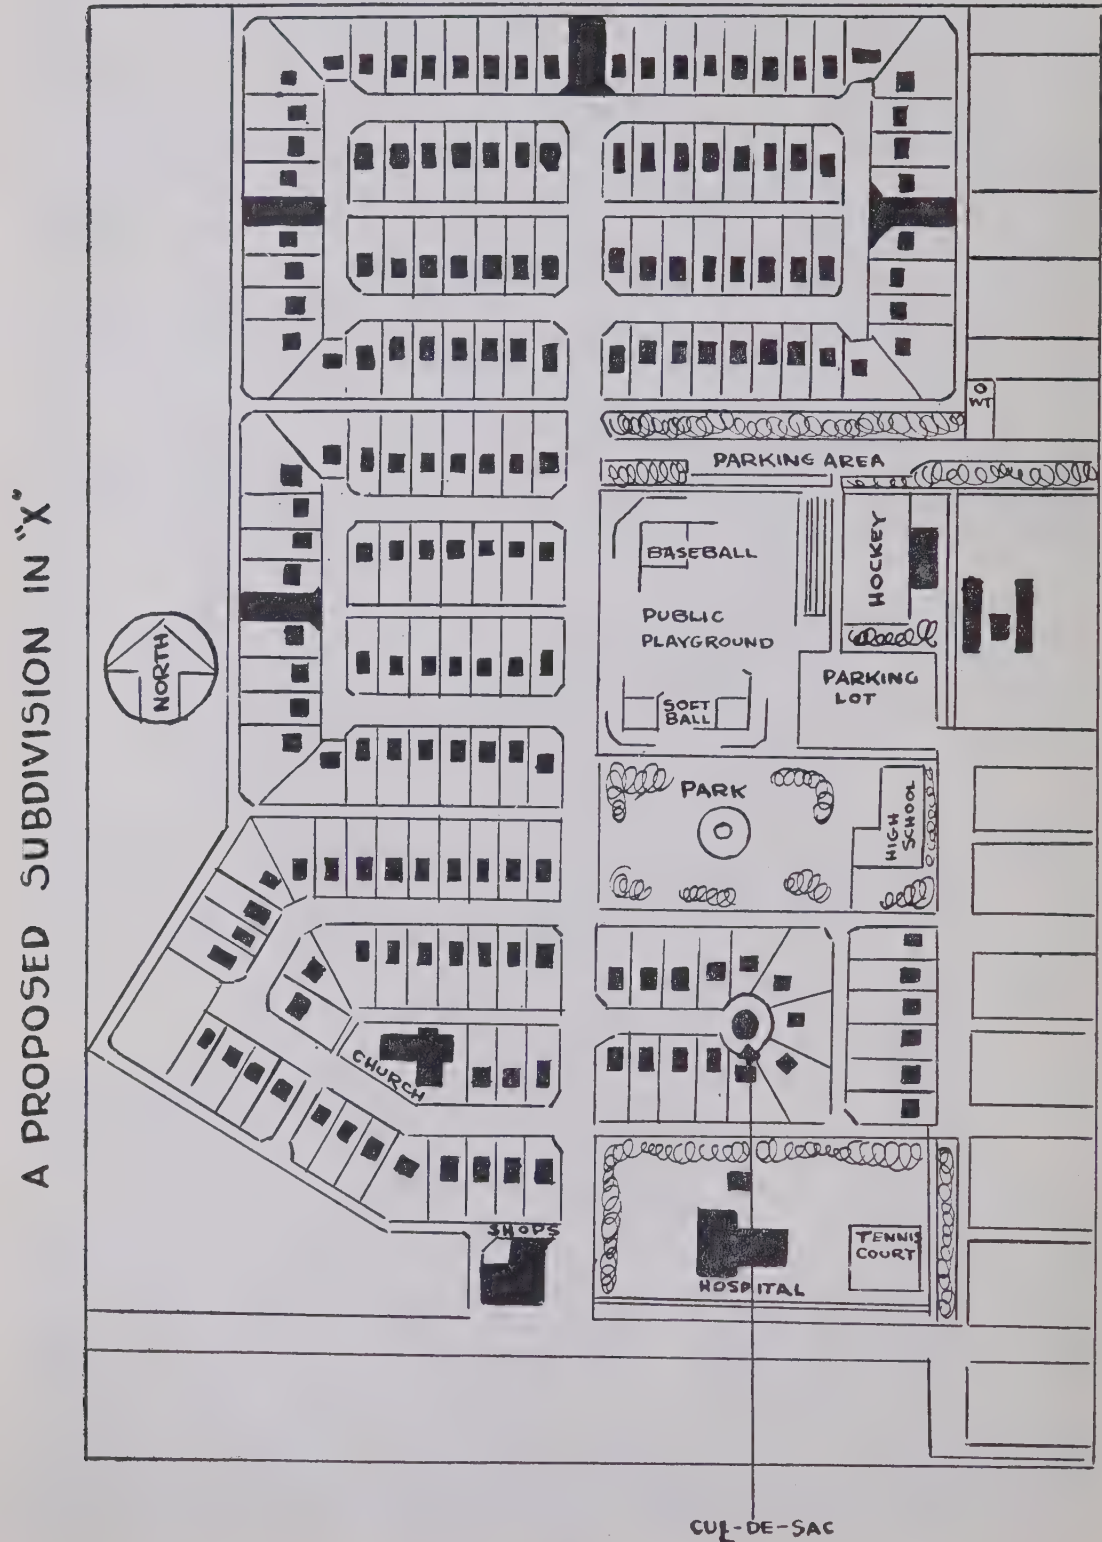 A PROPOSED SUBDIVISION IN "X"
NORTH
WT
PARKING AREA
BASEBALL
HOCKEY
PUBLIC
PLAYGROUND
PARKING
LOT
SOFT
BALL
PARK
HIGH
SCHOOL
CHURCH
SHOPS
TENNIS
COURT
HOSPITAL
CUL-DE-SAC